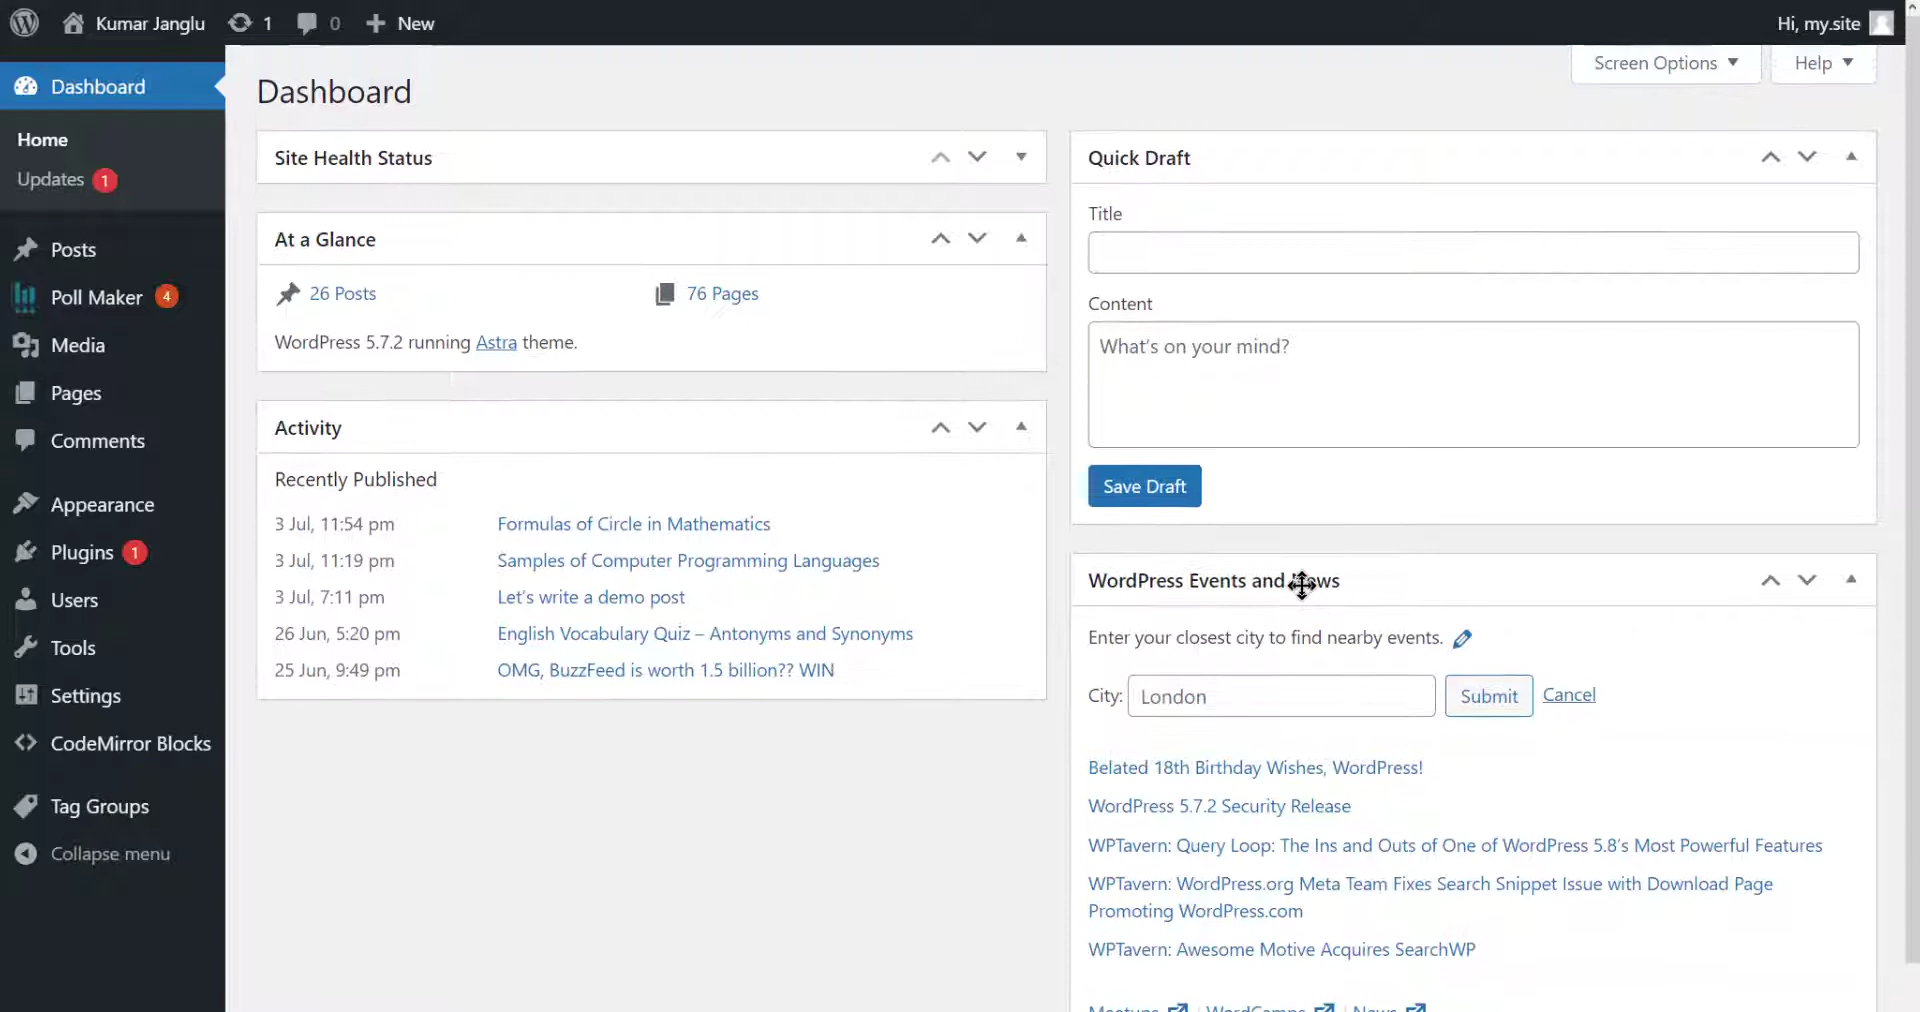 Kumar Janglu
1
0
New
Hi, my.site
Dashboard
Home
Updates 1
Posts
Poll Maker 4
Media
Pages
Comments
Appearance
Plugins 1
Users
Tools
Settings
CodeMirror Blocks
Tag Groups
Collapse menu
Screen Options
Help
Dashboard
Site Health Status
At a Glance
26 Posts
76 Pages
WordPress 5.7.2 running Astra theme.
Activity
Recently Published
3 Jul, 11:54 pm Formulas of Circle in Mathematics
3 Jul, 11:19 pm Samples of Computer Programming Languages
3 Jul, 7:11 pm Let's write a demo post
26 Jun, 5:20 pm English Vocabulary Quiz – Antonyms and Synonyms
25 Jun, 9:49 pm OMG, BuzzFeed is worth 1.5 billion?? WIN
Quick Draft
Title
Content
What's on your mind?
Save Draft
WordPress Events and News
Enter your closest city to find nearby events.
City: London Submit Cancel
Belated 18th Birthday Wishes, WordPress!
WordPress 5.7.2 Security Release
WPTavern: Query Loop: The Ins and Outs of One of WordPress 5.8's Most Powerful Features
WPTavern: WordPress.org Meta Team Fixes Search Snippet Issue with Download Page
Promoting WordPress.com
WPTavern: Awesome Motive Acquires SearchWP
Meetups | WordCamps | News